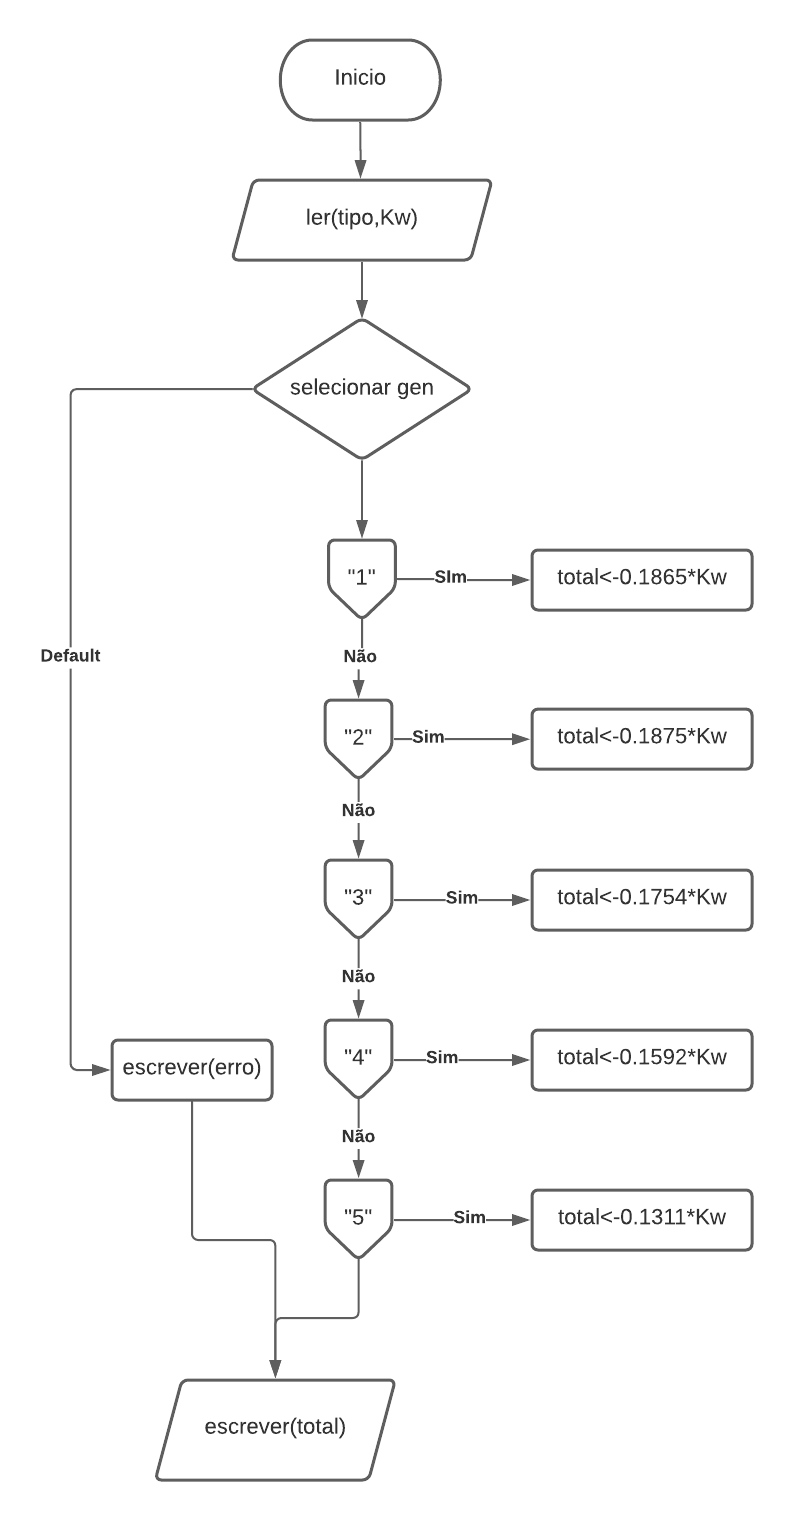 Inicio
ler(tipo,Kw)
selecionar gen
"1"
SIm
total<-0.1865*Kw
Default
Não
"2"
Sim
total<-0.1875*Kw
Não
"3"
Sim
total<-0.1754*Kw
Não
"4"
Sim
total<-0.1592*Kw
escrever(erro)
Não
"5"
Sim
total<-0.1311*Kw
escrever(total)